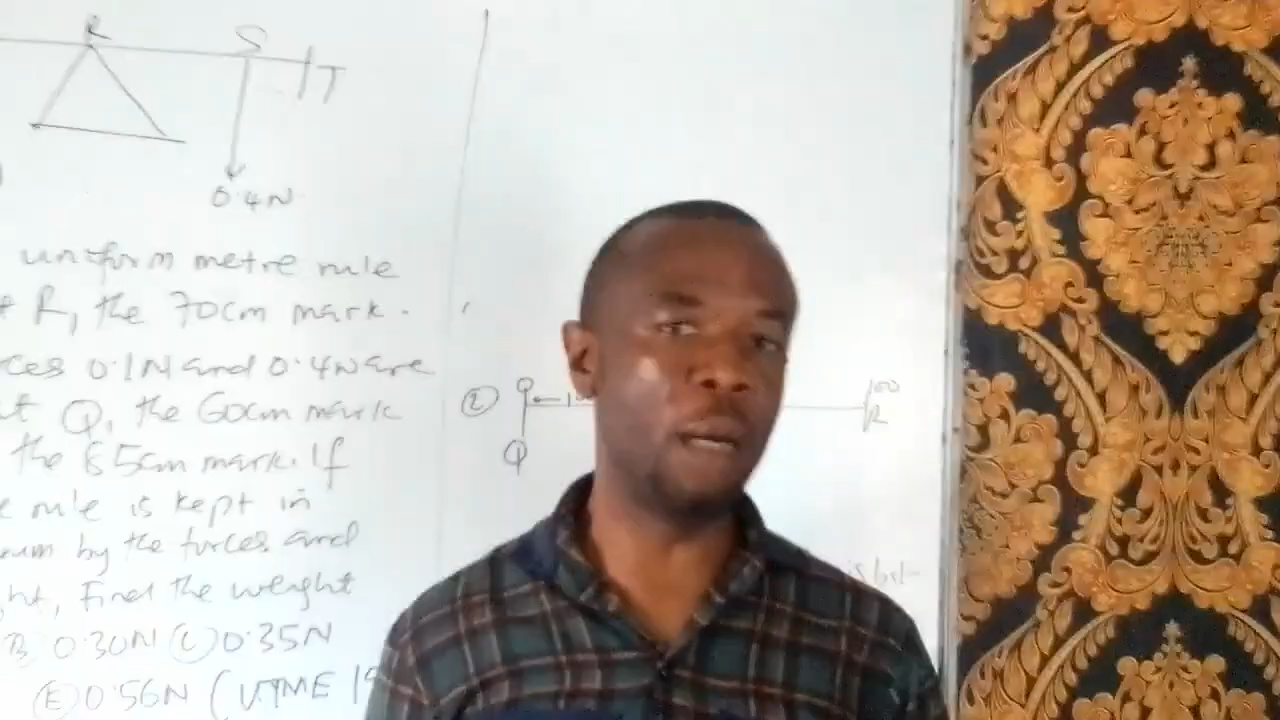 R
S
T
0.4N
uniform metre rule
R, the 70cm mark.
0.1N and 0.4N are
Q, the 60cm mark
the 85cm mark. If
rule is kept in
by the forces and
Find the weight
B 0.30N C 0.35N
E 0.56N (UTME
2
100
R
Q